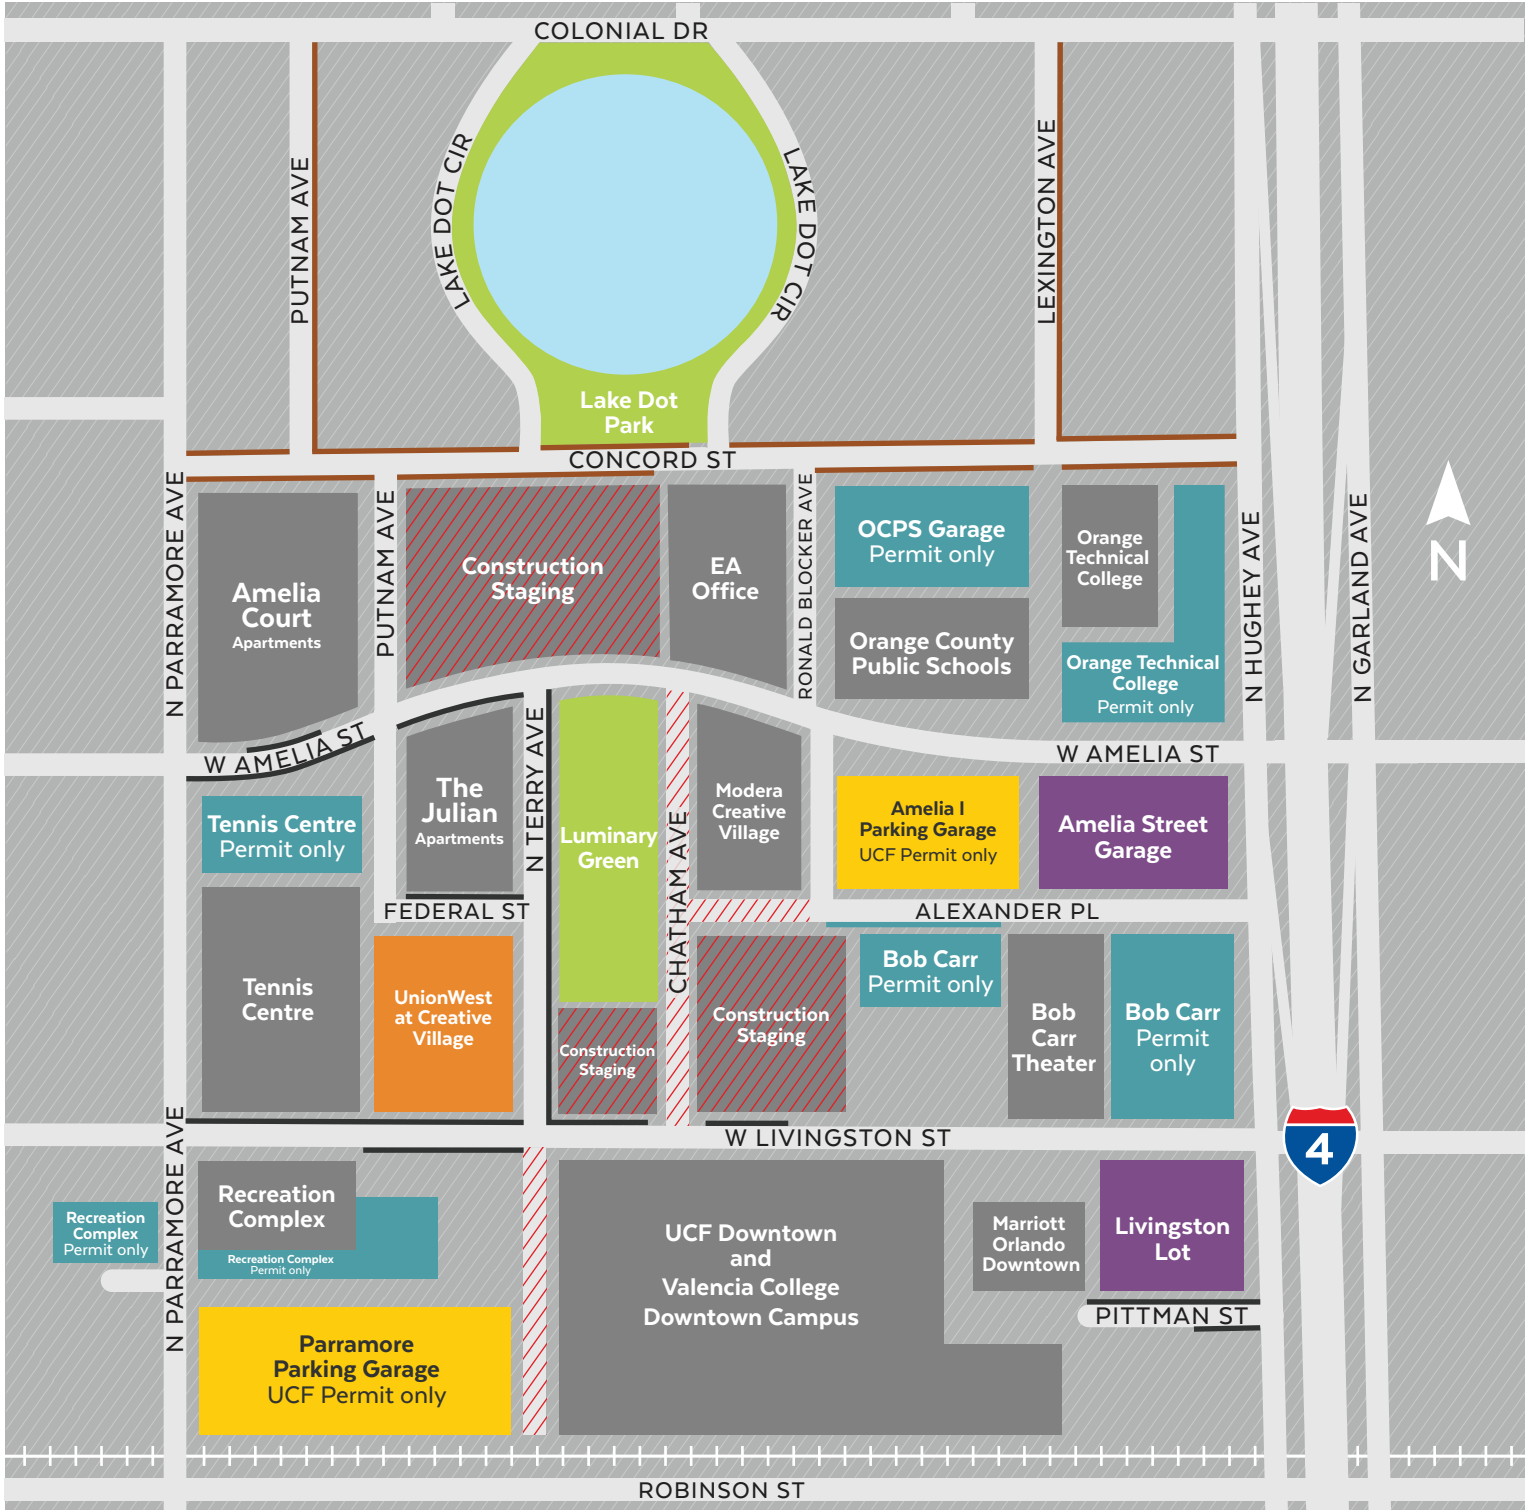 COLONIAL DR
LAKE DOT CIR
LAKE DOT CIR
PUTNAM AVE
LEXINGTON AVE
Lake Dot
Park
CONCORD ST
N PARRAMORE AVE
PUTNAM AVE
RONALD BLOCKER AVE
N HUGHEY AVE
N GARLAND AVE
N
Amelia
Court
Apartments
Construction
Staging
EA
Office
OCPS Garage
Permit only
Orange County
Public Schools
Orange
Technical
College
Orange Technical
College
Permit only
W AMELIA ST
W AMELIA ST
Tennis Centre
Permit only
The
Julian
Apartments
N TERRY AVE
Luminary
Green
CHATHAM AVE
Modera
Creative
Village
Amelia I
Parking Garage
UCF Permit only
Amelia Street
Garage
FEDERAL ST
ALEXANDER PL
Tennis
Centre
UnionWest
at Creative
Village
Construction
Staging
Construction
Staging
Bob Carr
Permit only
Bob
Carr
Theater
Bob Carr
Permit
only
W LIVINGSTON ST
4
N PARRAMORE AVE
Recreation
Complex
Permit only
Recreation
Complex
Recreation Complex
Permit only
UCF Downtown
and
Valencia College
Downtown Campus
Marriott
Orlando
Downtown
Livingston
Lot
PITTMAN ST
Parramore
Parking Garage
UCF Permit only
ROBINSON ST